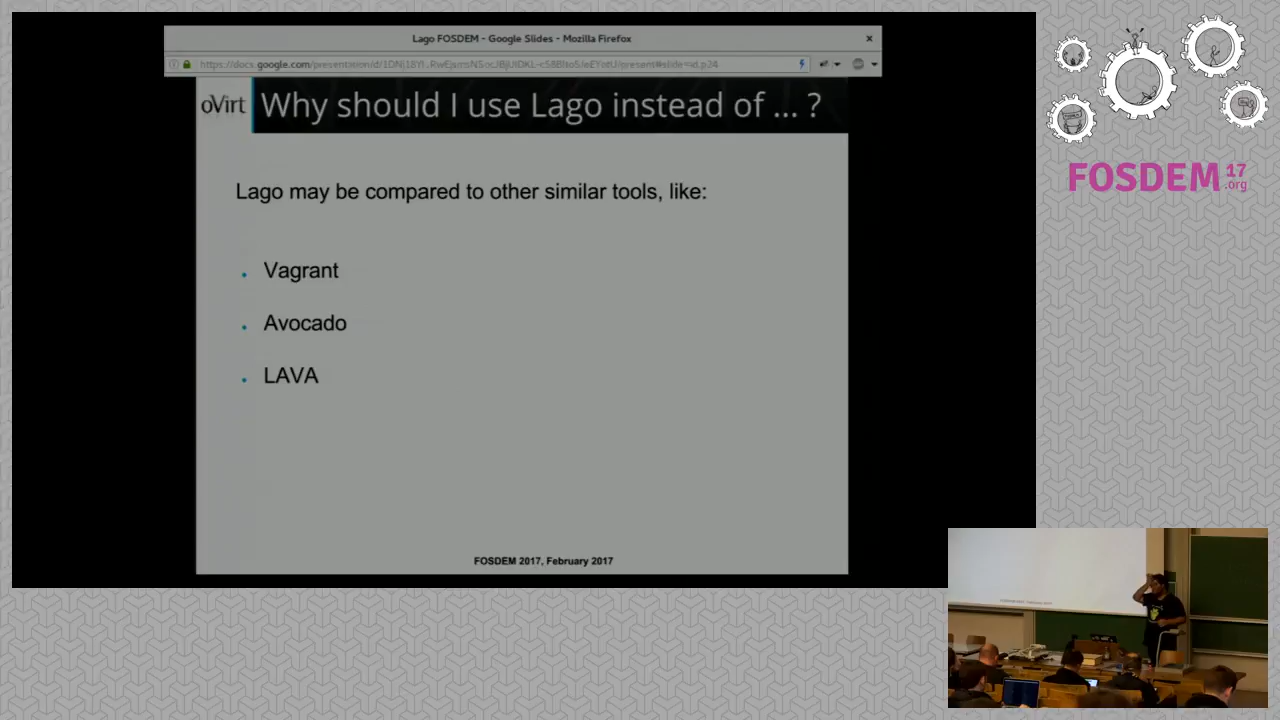 Lago FOSDEM - Google Slides - Mozilla Firefox
oVirt
Why should I use Lago instead of ... ?
Lago may be compared to other similar tools, like:
Vagrant
Avocado
LAVA
FOSDEM 2017, February 2017
FOSDEM 17
.org